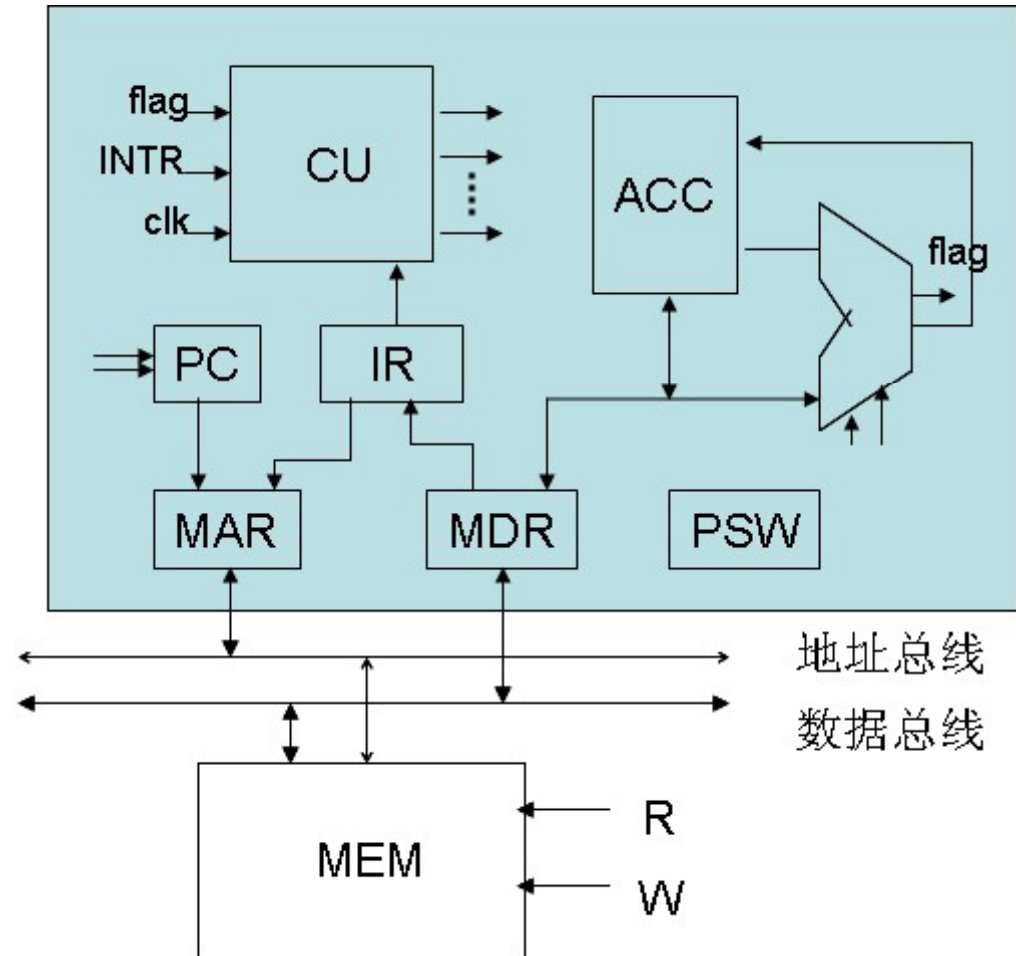 flag
INTR
clk
CU
ACC
flag
PC
IR
MAR
MDR
PSW
地址总线
数据总线
MEM
R
W